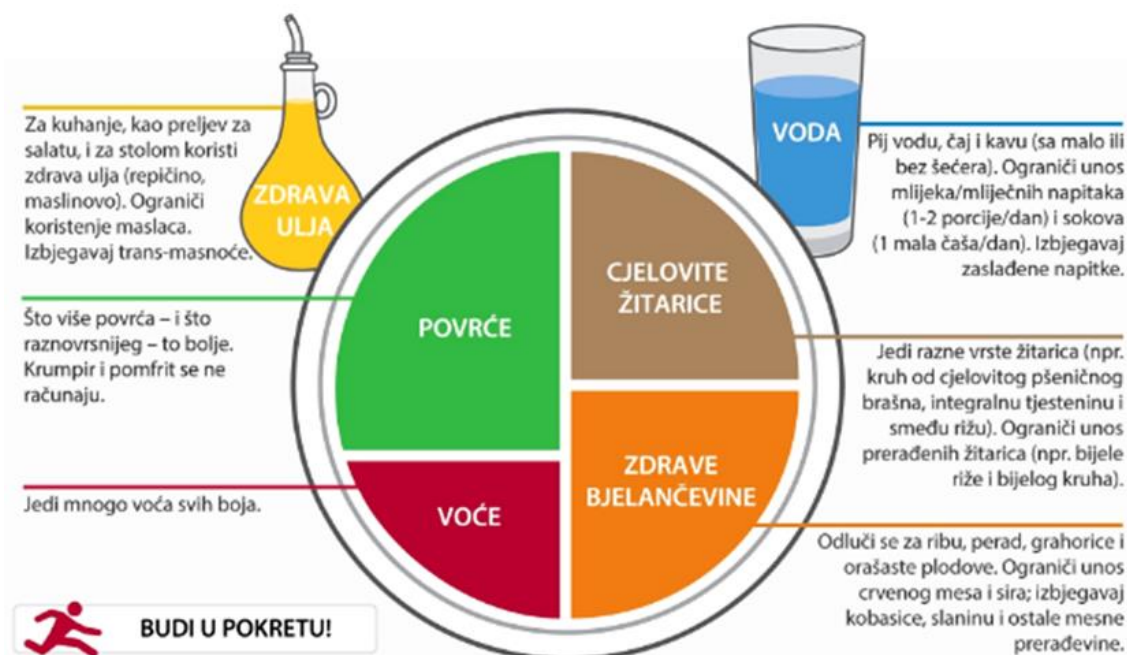 Za kuhanje, kao preljev za
salatu, i za stolom koristi
zdrava ulja (repičino,
maslinovo). Ograniči
korištenje maslaca.
Izbjegavaj trans-masnoće.
ZDRAVA
ULJA
VODA
Pij vodu, čaj i kavu (sa malo ili
bez šećera). Ograniči unos
mlijeka/mliječnih napitaka
(1-2 porcije/dan) i sokova
(1 mala čaša/dan). Izbjegavaj
zaslađene napitke.
Što više povrća – i što
raznovrsnijeg – to bolje.
Krumpir i pomfrit se ne
računaju.
POVRĆE
CJELOVITE
ŽITARICE
Jedi razne vrste žitarica (npr.
kruh od cjelovitog pšeničnog
brašna, integralnu tjesteninu i
smeđu rižu). Ograniči unos
prerađenih žitarica (npr. bijele
riže i bijelog kruha).
Jedi mnogo voća svih boja.
VOĆE
ZDRAVE
BJELANČEVINE
Odluči se za ribu, perad, grahorice i
orašaste plodove. Ograniči unos
crvenog mesa i sira; izbjegavaj
kobasice, slaninu i ostale mesne
prerađevine.
BUDI U POKRETU!